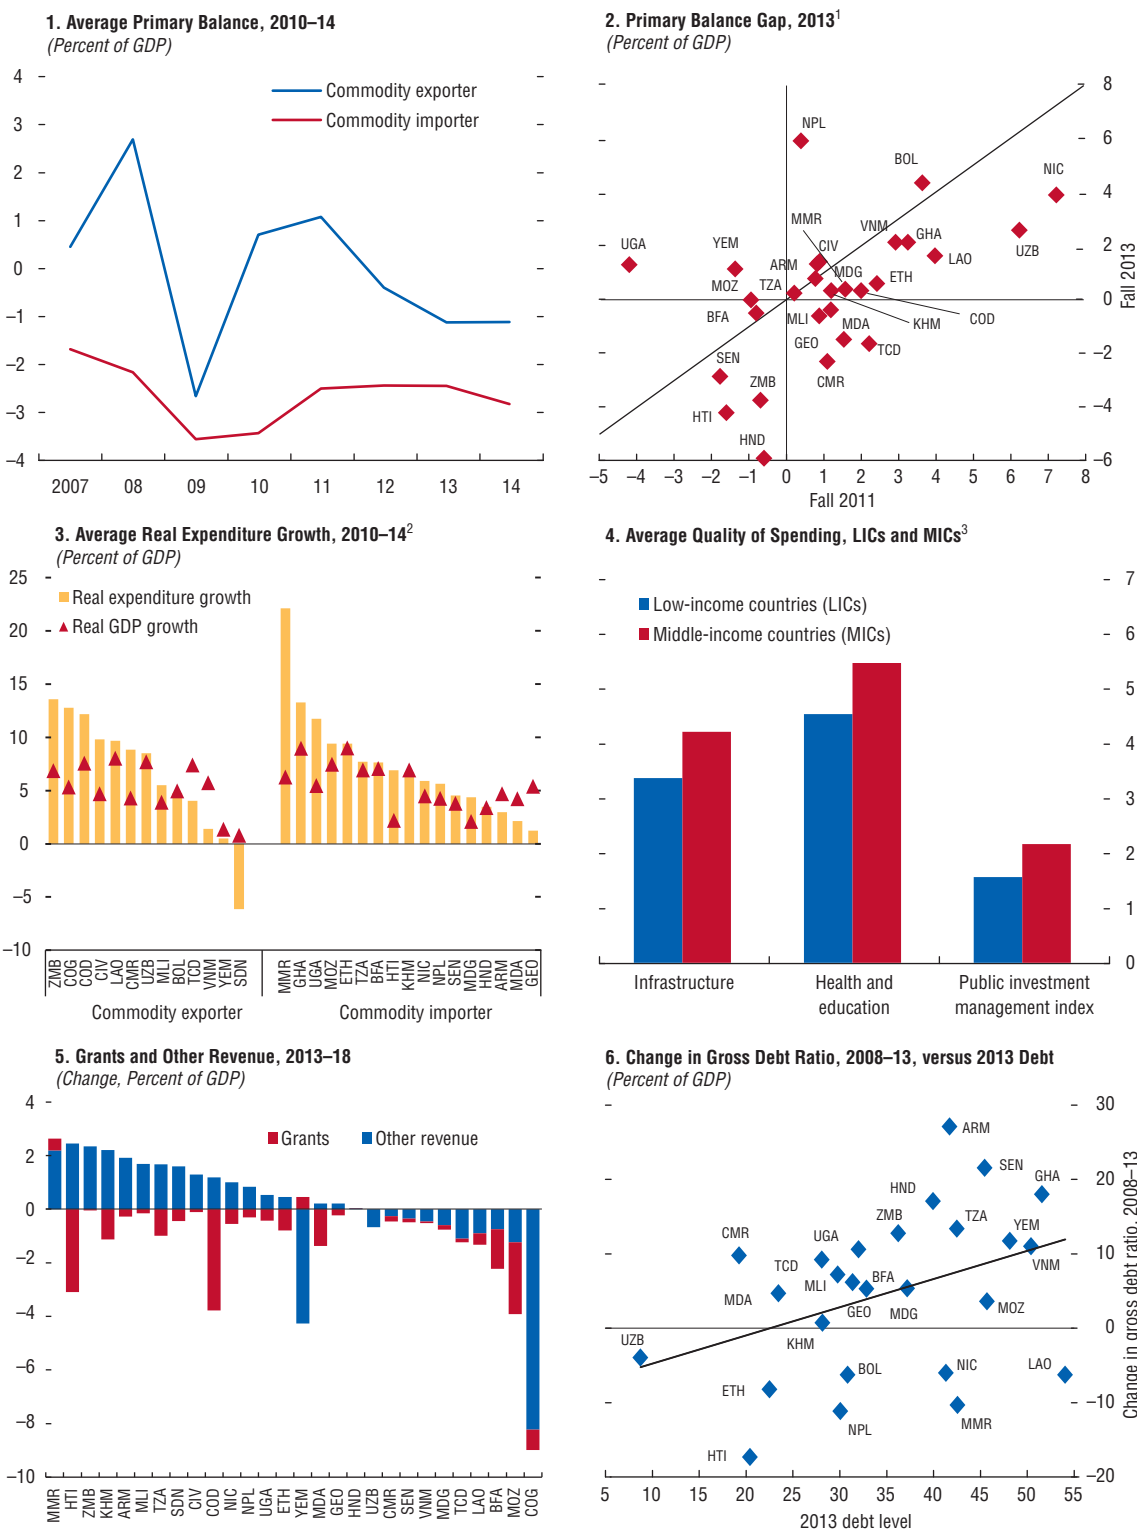 1. Average Primary Balance, 2010–14
(Percent of GDP)
4
3
2
1
0
–1
–2
–3
–4
Commodity exporter
Commodity importer
2007 08 09 10 11 12 13 14
2. Primary Balance Gap, 2013¹
(Percent of GDP)
8
6
4
2
0
–2
–4
–6
Fall 2013
NPL
BOL
NIC
MMR
VNM
GHA
UZB
UGA
YEM
CIV
LAO
ARM
MDG
ETH
MOZ
TZA
BFA
MLI
MDA
KHM
COD
GEO
TCD
SEN
ZMB
CMR
HTI
HND
–5 –4 –3 –2 –1 0 1 2 3 4 5 6 7 8
Fall 2011
3. Average Real Expenditure Growth, 2010–14²
(Percent of GDP)
25
20
15
10
5
0
–5
–10
Real expenditure growth
Real GDP growth
ZMB COG COD CIV LAO CMR UZB MLI BOL TCD VNM YEM SDN
MMR GHA UGA MOZ ETH TZA BFA HTI KHM NIC NPL SEN MDG HND ARM MDA GEO
Commodity exporter
Commodity importer
4. Average Quality of Spending, LICs and MICs³
7
6
5
4
3
2
1
0
Low-income countries (LICs)
Middle-income countries (MICs)
Infrastructure
Health and
education
Public investment
management index
5. Grants and Other Revenue, 2013–18
(Change, Percent of GDP)
4
2
0
–2
–4
–6
–8
–10
Grants
Other revenue
MMR HTI ZMB KHM ARM MLI TZA SDN CIV COD NIC NPL UGA ETH YEM MDA GEO HND UZB CMR SEN VNM MDG TCD LAO BFA MOZ COG
6. Change in Gross Debt Ratio, 2008–13, versus 2013 Debt
(Percent of GDP)
30
20
10
0
–10
–20
Change in gross debt ratio, 2008–13
ARM
SEN
GHA
HND
ZMB
TZA
YEM
CMR
UGA
VNM
TCD
MLI
BFA
MDA
GEO
MDG
MOZ
KHM
UZB
BOL
NIC
LAO
ETH
NPL
MMR
HTI
5 10 15 20 25 30 35 40 45 50 55
2013 debt level